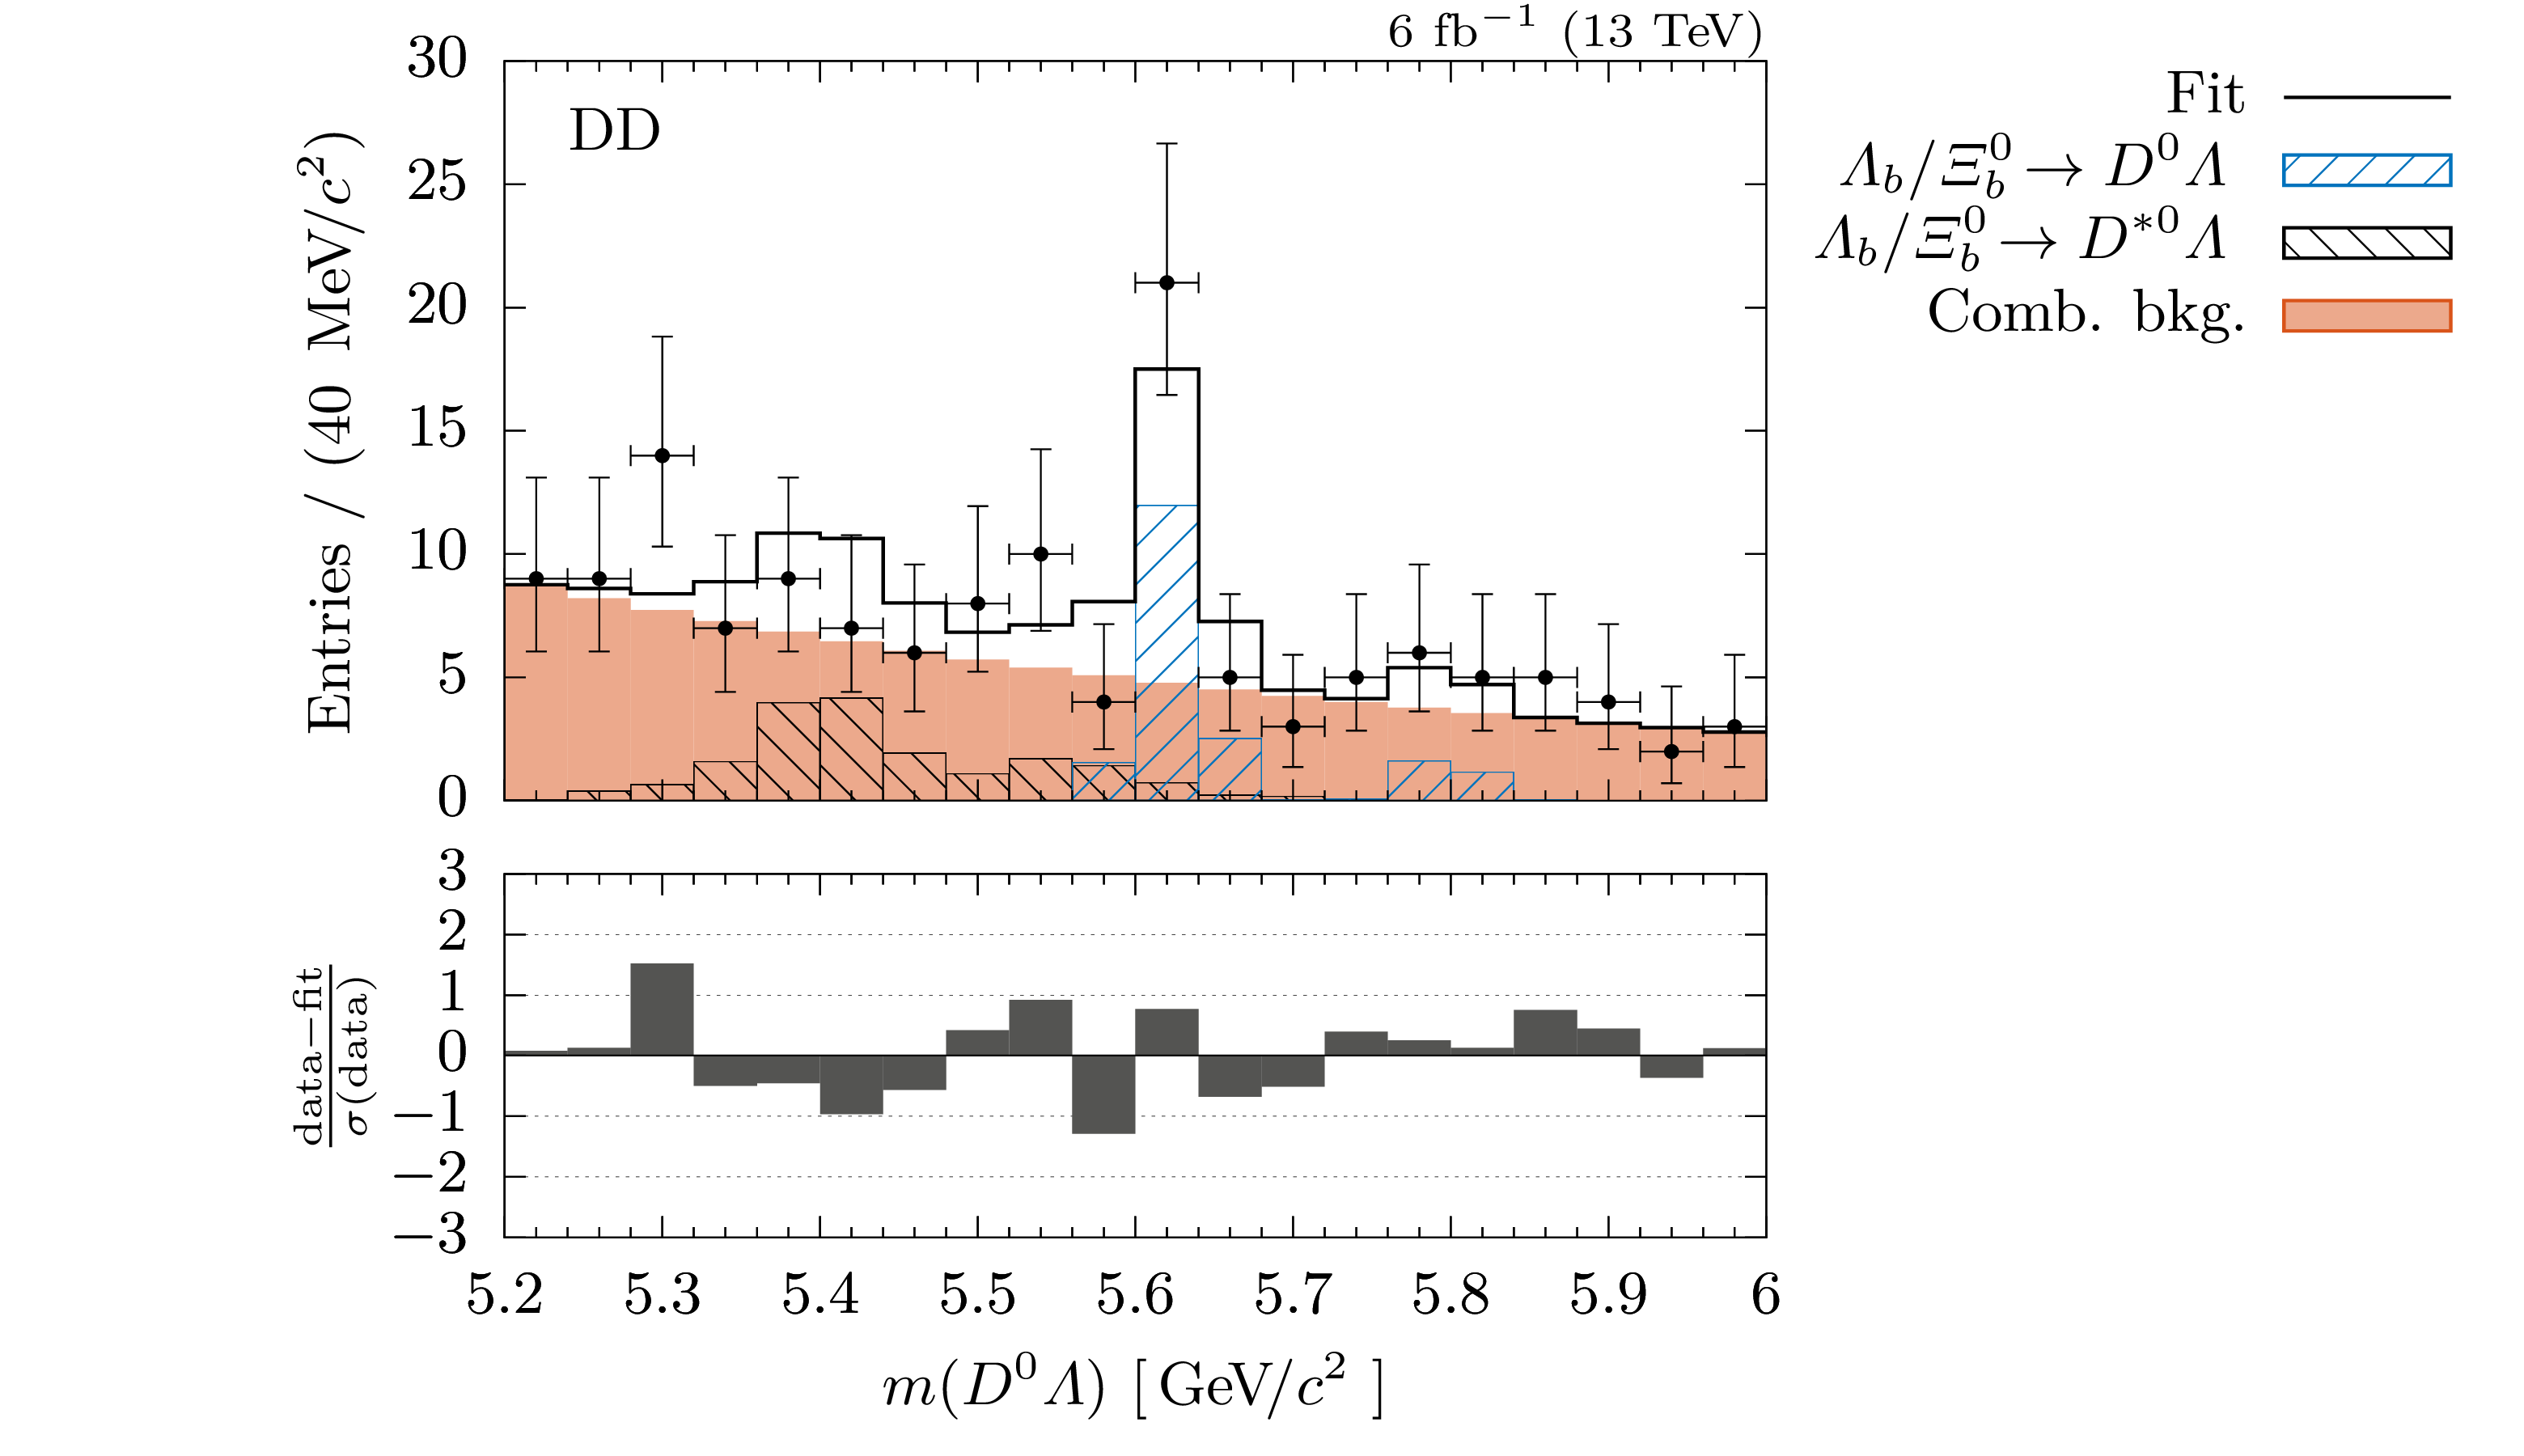 6 fb⁻¹ (13 TeV)
DD
Fit
Λb/Ξb⁰→D⁰Λ
Λb/Ξb⁰→D*⁰Λ
Comb. bkg.
Entries / (40 MeV/c²)
30
25
20
15
10
5
0
data−fit
σ(data)
3
2
1
0
−1
−2
−3
5.2 5.3 5.4 5.5 5.6 5.7 5.8 5.9 6
m(D⁰Λ) [GeV/c² ]